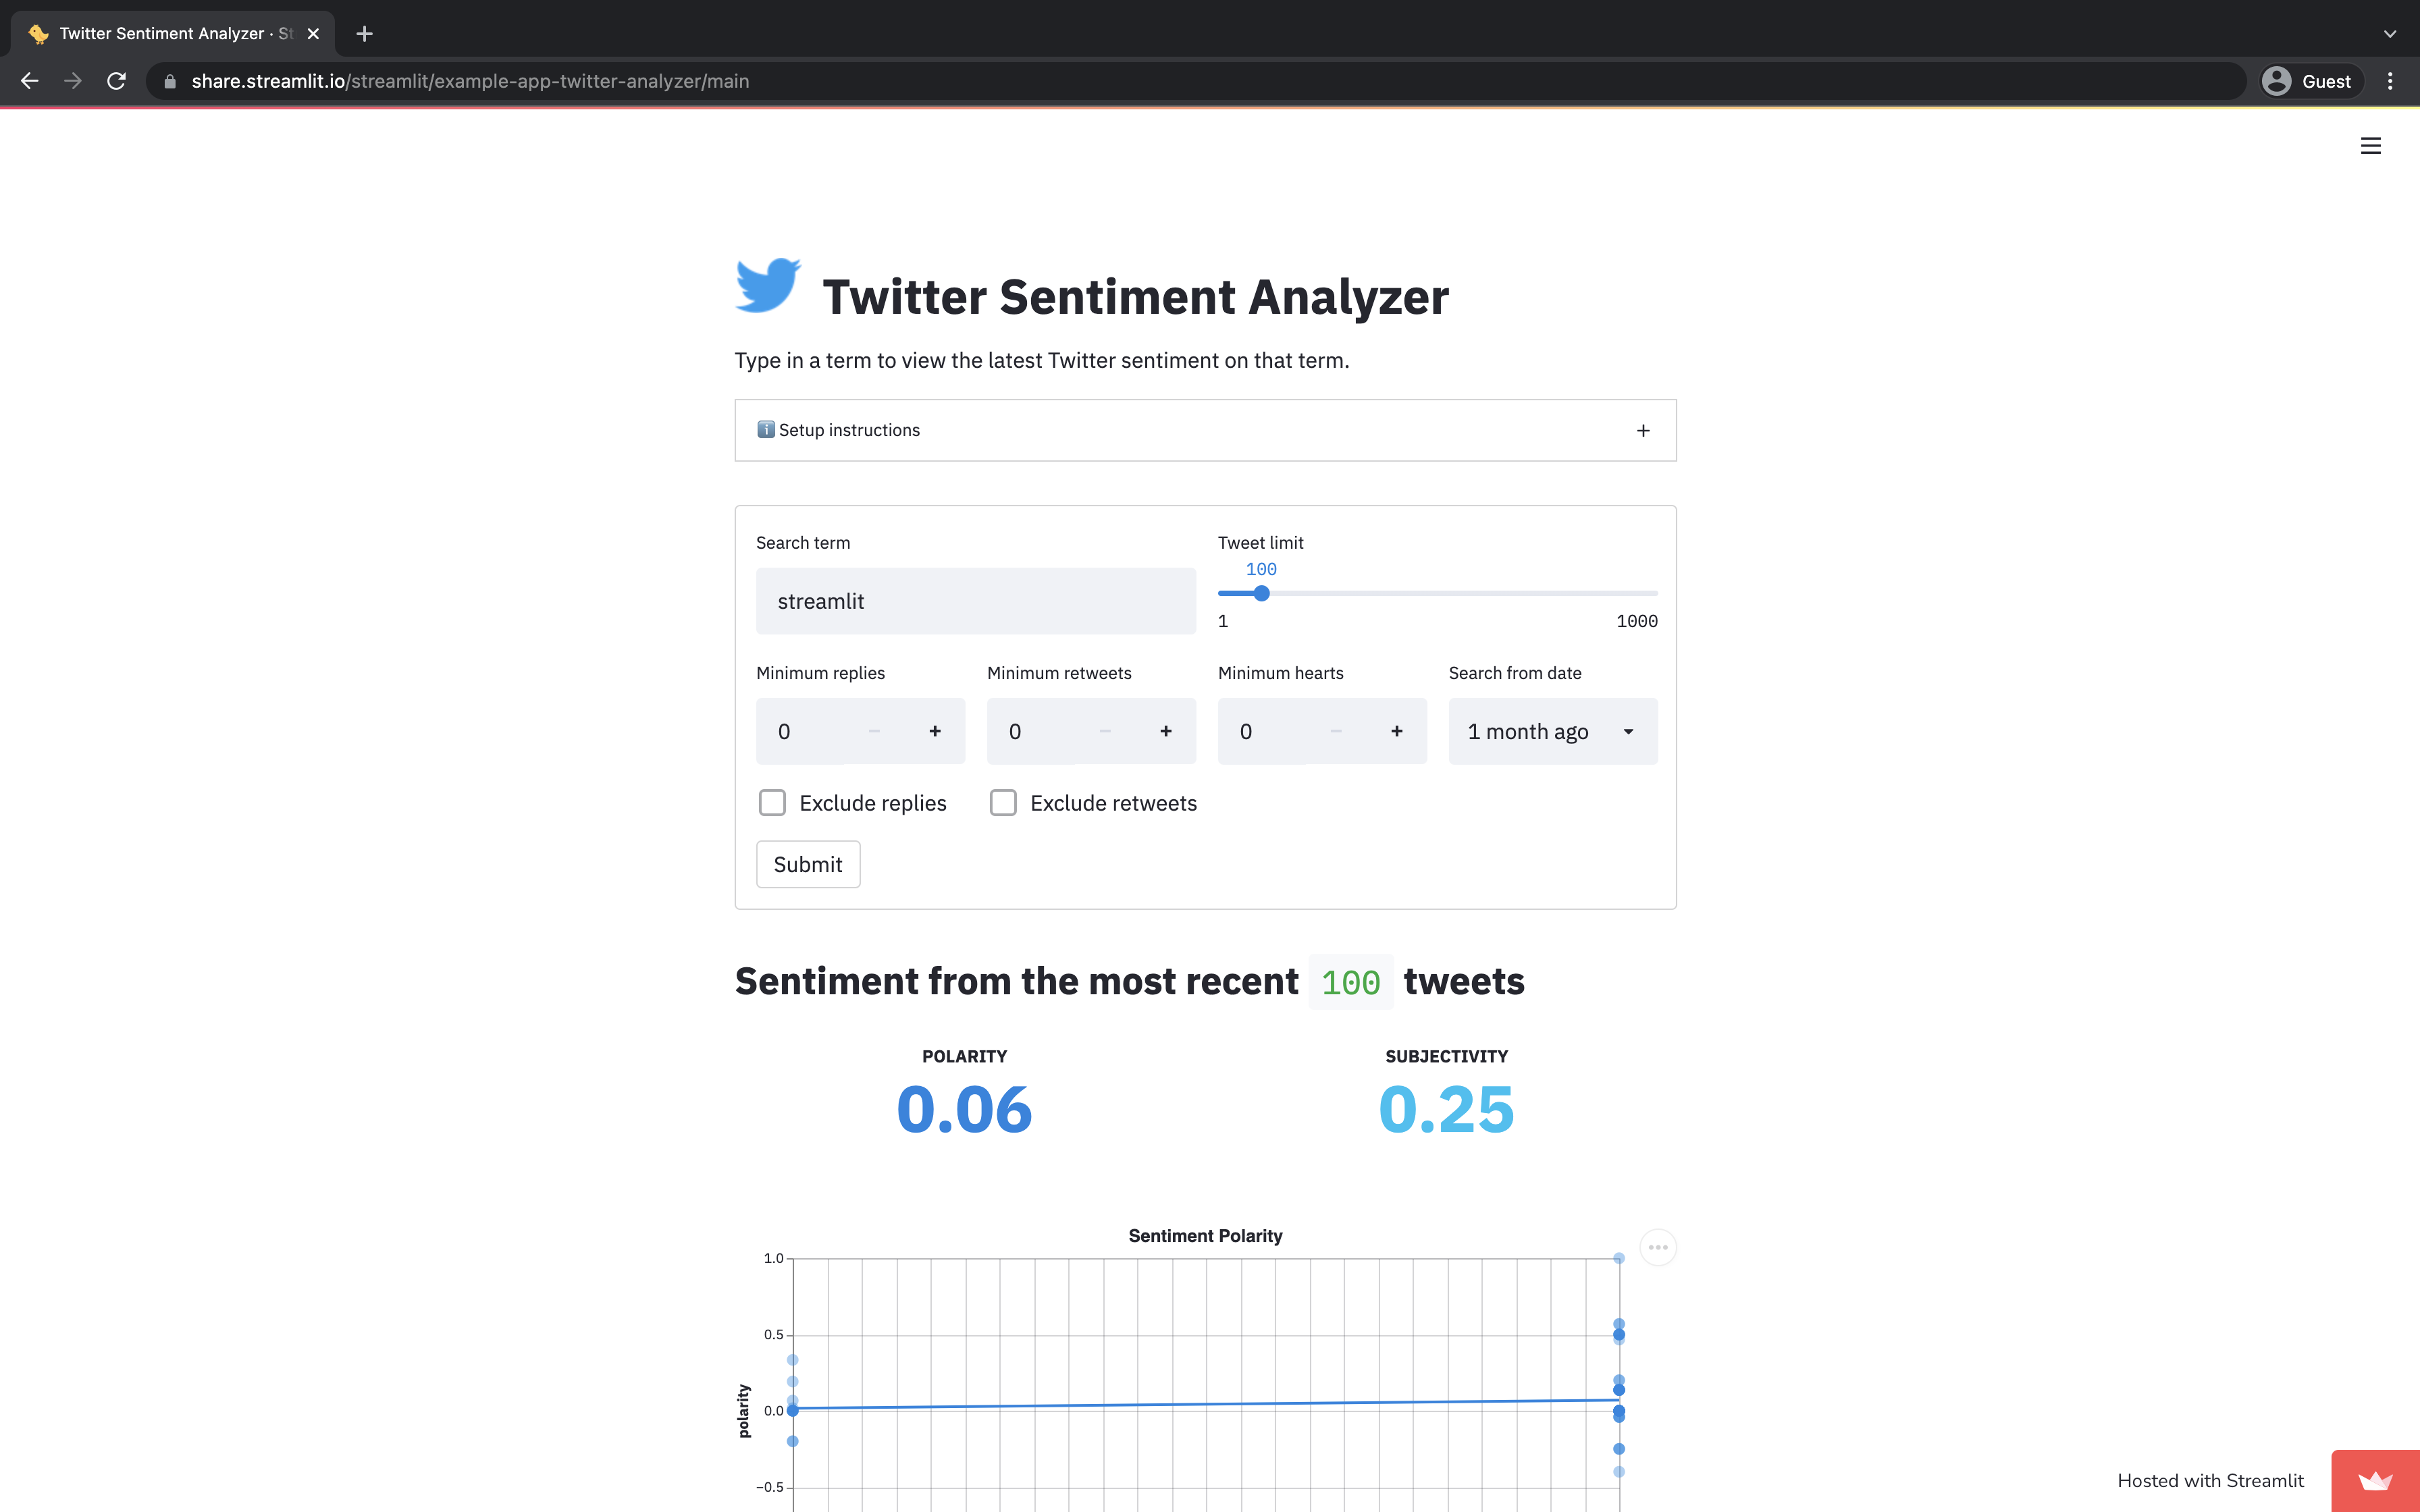 Twitter Sentiment Analyzer · St
share.streamlit.io/streamlit/example-app-twitter-analyzer/main
Guest
Twitter Sentiment Analyzer
Type in a term to view the latest Twitter sentiment on that term.
Setup instructions
Search term
Tweet limit
100
streamlit
1
1000
Minimum replies
Minimum retweets
Minimum hearts
Search from date
0
0
0
1 month ago
Exclude replies
Exclude retweets
Submit
Sentiment from the most recent 100 tweets
POLARITY
SUBJECTIVITY
0.06
0.25
Sentiment Polarity
1.0
0.5
0.0
−0.5
polarity
Hosted with Streamlit